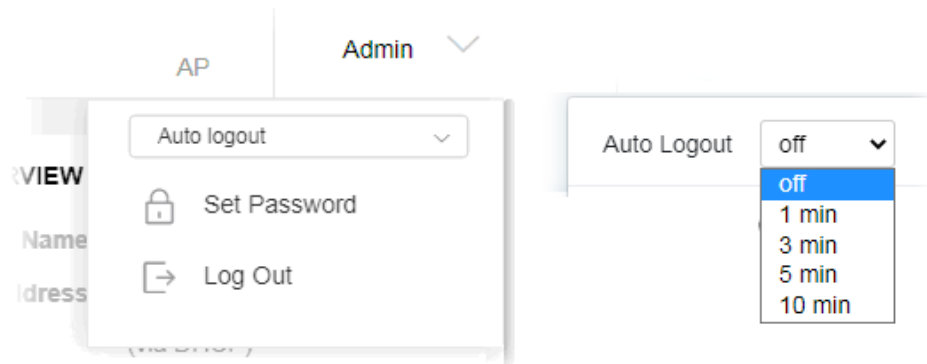 AP
Admin
Auto logout
VIEW
Set Password
Name
Log Out
dress
Auto Logout
off
off
1 min
3 min
5 min
10 min